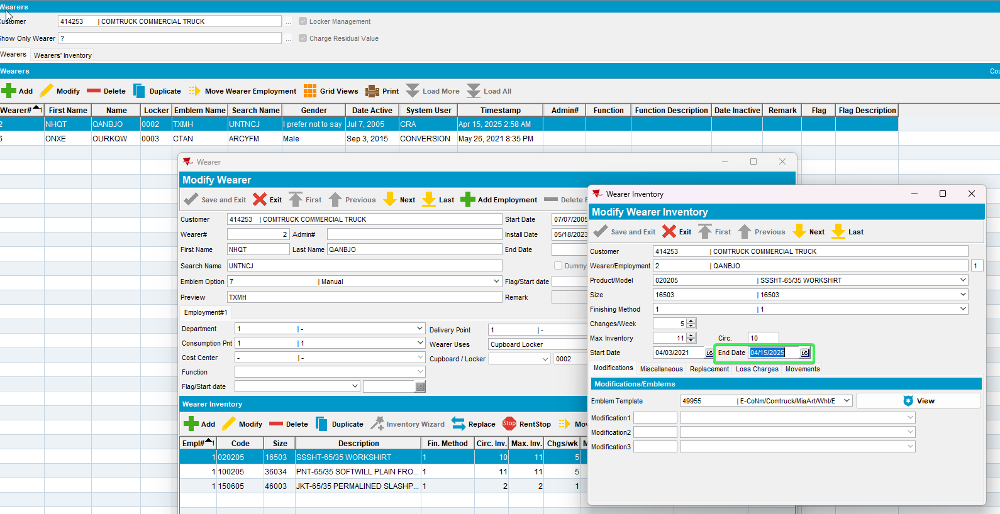 Wearers
Customer 414253 | COMTRUCK COMMERCIAL TRUCK ... Locker Management
Show Only Wearer ? ... Charge Residual Value
Wearers Wearers' Inventory
Wearers Cou
Add Modify Delete Duplicate Move Wearer Employment Grid Views Print Load More Load All
Wearer# 1 First Name Name Locker Emblem Name Search Name Gender Date Active System User Timestamp Admin# Function Function Description Date Inactive Remark Flag Flag Description
2 NHQT QANBJO 0002 TXMH UNTNCJ I prefer not to say Jul 7, 2005 CRA Apr 15, 2025 2:58 AM
6 ONXE OURKQW 0003 CTAN ARCYFM Male Sep 3, 2015 CONVERSION May 26, 2021 8:35 PM
Wearer
Modify Wearer
Save and Exit Exit First Previous Next Last Add Employment Delete E
Customer 414253 | COMTRUCK COMMERCIAL TRUCK Start Date 07/07/2005
Wearer# 2 Admin# Install Date 05/18/2023
First Name NHQT Last Name QANBJO End Date
Search Name UNTNCJ Dummy
Emblem Option 7 | Manual Flag/Start date
Preview TXMH Remark
Employment#1
Department 1 | - Delivery Point 1 | -
Consumption Pnt 1 | 1 Wearer Uses Cupboard Locker
Cost Center - | - Cupboard / Locker 0002
Function
Flag/Start date 16
Wearer Inventory
Add Modify Delete Duplicate Inventory Wizard Replace Stop RentStop Mov
Empl# 1 Code Size Description Fin. Method Circ. Inv. Max. Inv. Chgs/wk M
1 020205 16503 SSSHT-65/35 WORKSHIRT 1 10 11 5
1 100205 36034 PNT-65/35 SOFTWILL PLAIN FRO... 1 11 11 5
1 150605 46003 JKT-65/35 PERMALINED SLASHP... 1 2 2 1
Wearer Inventory
Modify Wearer Inventory
Save and Exit Exit First Previous Next Last
Customer 414253 | COMTRUCK COMMERCIAL TRUCK
Wearer/Employment 2 | QANBJO 1
Product/Model 020205 | SSSHT-65/35 WORKSHIRT
Size 16503 | 16503
Finishing Method 1 | 1
Changes/Week 5
Max Inventory 11 Circ. 10
Start Date 04/03/2021 16 End Date 04/15/2025 16
Modifications Miscellaneous Replacement Loss Charges Movements
Modifications/Emblems
Emblem Template 49955 | E-CoNm/Comtruck/MiaArt/Wht/E View
Modification1
Modification2
Modification3